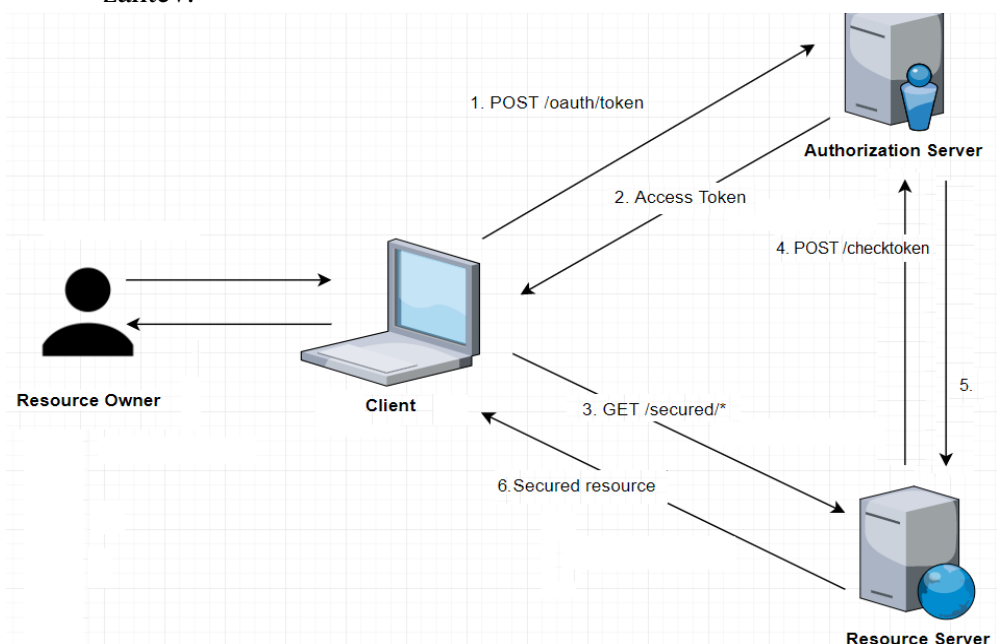 zahtev.
1. POST /oauth/token
Authorization Server
2. Access Token
4. POST /checktoken
5.
Resource Owner
Client
3. GET /secured/*
6.Secured resource
Resource Server